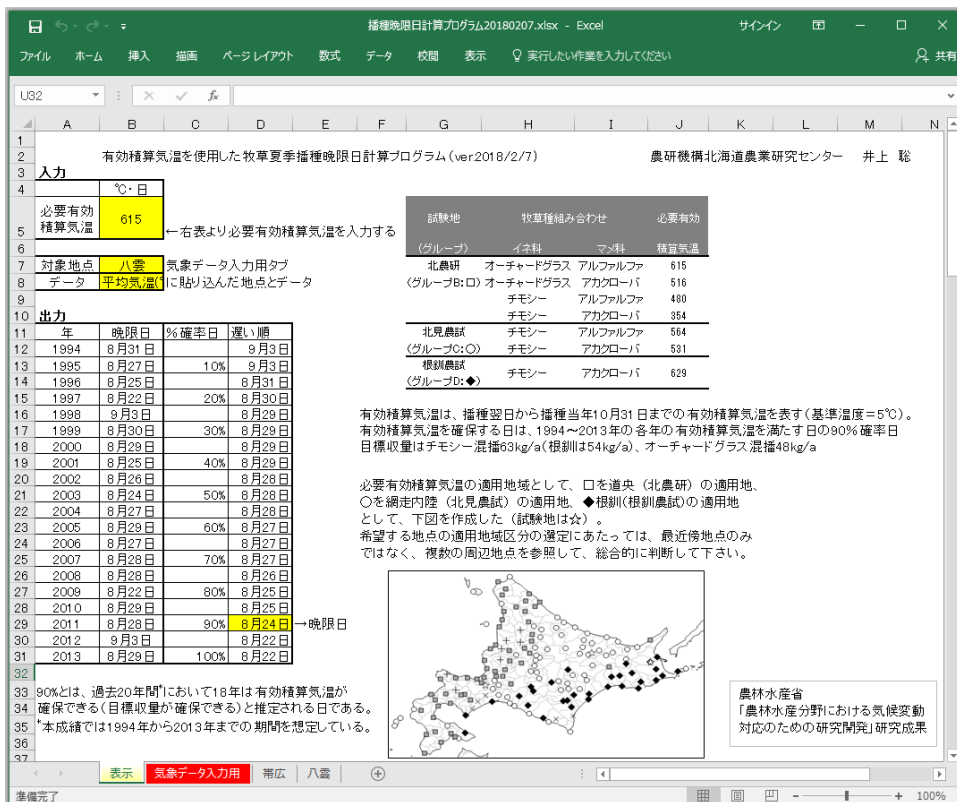 播種晩限日計算プログラム20180207.xlsx - Excel
サインイン
ファイル ホーム 挿入 描画 ページ レイアウト 数式 データ 校閲 表示 実行したい作業を入力してください 共有
U32 fx
A B C D E F G H I J K L M N
1
2 有効積算気温を使用した牧草夏季播種晩限日計算プログラム(ver.2018/2/7) 農研機構北海道農業研究センター 井上 聡
3 入力
4 ℃・日
5 必要有効積算気温 615 ←右表より必要有効積算気温を入力する
6
7 対象地点 八雲 気象データ入力用タブ
8 データ 平均気温(° に貼り込んだ地点とデータ
9
10 出力
11 年 晩限日 %確率日 遅い順
12 1994 8月31日 9月3日
13 1995 8月27日 10% 9月3日
14 1996 8月25日 8月31日
15 1997 8月22日 20% 8月30日
16 1998 9月3日 8月29日
17 1999 8月30日 30% 8月29日
18 2000 8月29日 8月29日
19 2001 8月25日 40% 8月29日
20 2002 8月26日 8月28日
21 2003 8月24日 50% 8月28日
22 2004 8月27日 8月28日
23 2005 8月29日 60% 8月27日
24 2006 8月27日 8月27日
25 2007 8月28日 70% 8月27日
26 2008 8月28日 8月26日
27 2009 8月22日 80% 8月25日
28 2010 8月29日 8月25日
29 2011 8月28日 90% 8月24日 →晩限日
30 2012 9月3日 8月22日
31 2013 8月29日 100% 8月22日
32
33 90%とは、過去20年間*において18年は有効積算気温が
34 確保できる(目標収量が確保できる)と推定される日である。
35 *本成績では1994年から2013年までの期間を想定している。
36
37
試験地 牧草種組み合わせ 必要有効
(グループ) イネ科 マメ科 積算気温
北農研 オーチャードグラス アルファルファ 615
(グループB:□) オーチャードグラス アカクローバ 516
チモシー アルファルファ 480
チモシー アカクローバ 354
北見農試 チモシー アルファルファ 564
(グループC:○) チモシー アカクローバ 531
根釧農試
(グループD:◆) チモシー アカクローバ 629
有効積算気温は、播種翌日から播種当年10月31日までの有効積算気温を表す(基準温度=5℃)。
有効積算気温を確保する日は、1994~2013年の各年の有効積算気温を満たす日の90%確率日
目標収量はチモシー混播63kg/a(根釧は54kg/a)、オーチャードグラス混播48kg/a
必要有効積算気温の適用地域として、□を道央(北農研)の適用地、
○を網走内陸(北見農試)の適用地、◆根釧(根釧農試)の適用地
として、下図を作成した(試験地は☆)。
希望する地点の適用地域区分の選定にあたっては、最近傍地点のみ
ではなく、複数の周辺地点を参照して、総合的に判断して下さい。
農林水産省
「農林水産分野における気候変動
対応のための研究開発」研究成果
表示 気象データ入力用 帯広 八雲
準備完了 100%